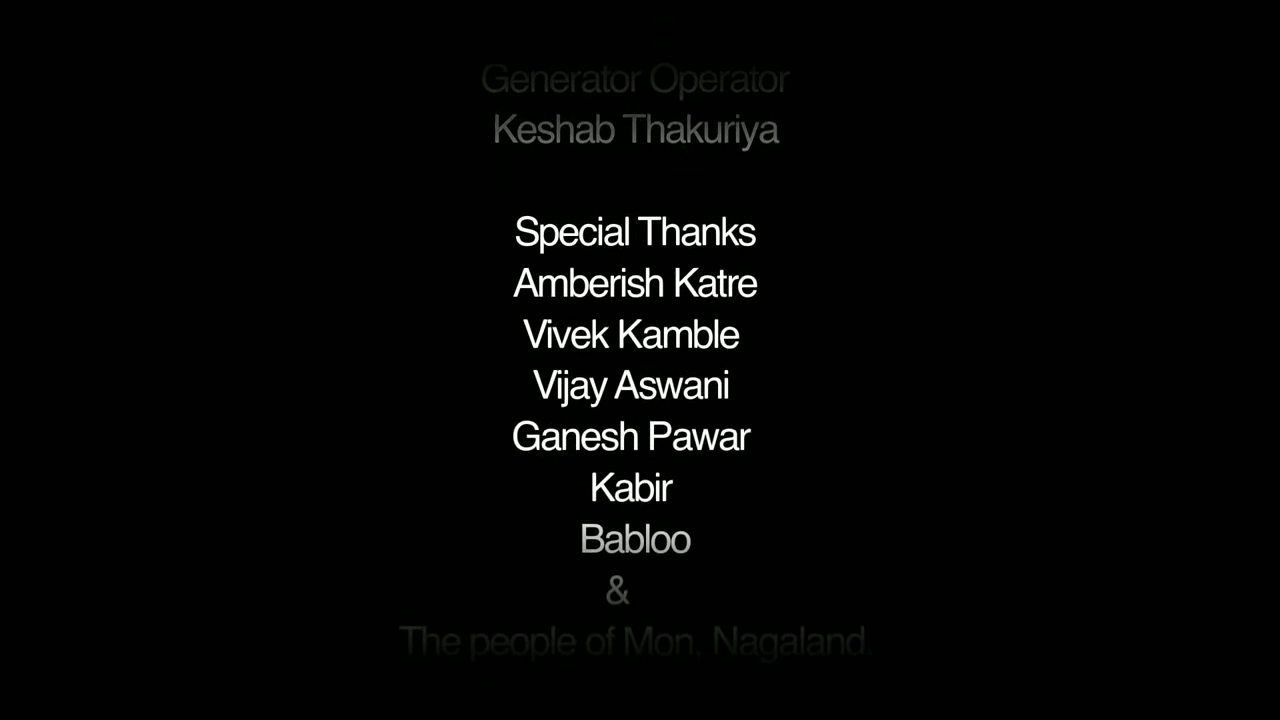 Generator Operator
Keshab Thakuriya
Special Thanks
Amberish Katre
Vivek Kamble
Vijay Aswani
Ganesh Pawar
Kabir
Babloo
&
The people of Mon, Nagaland.